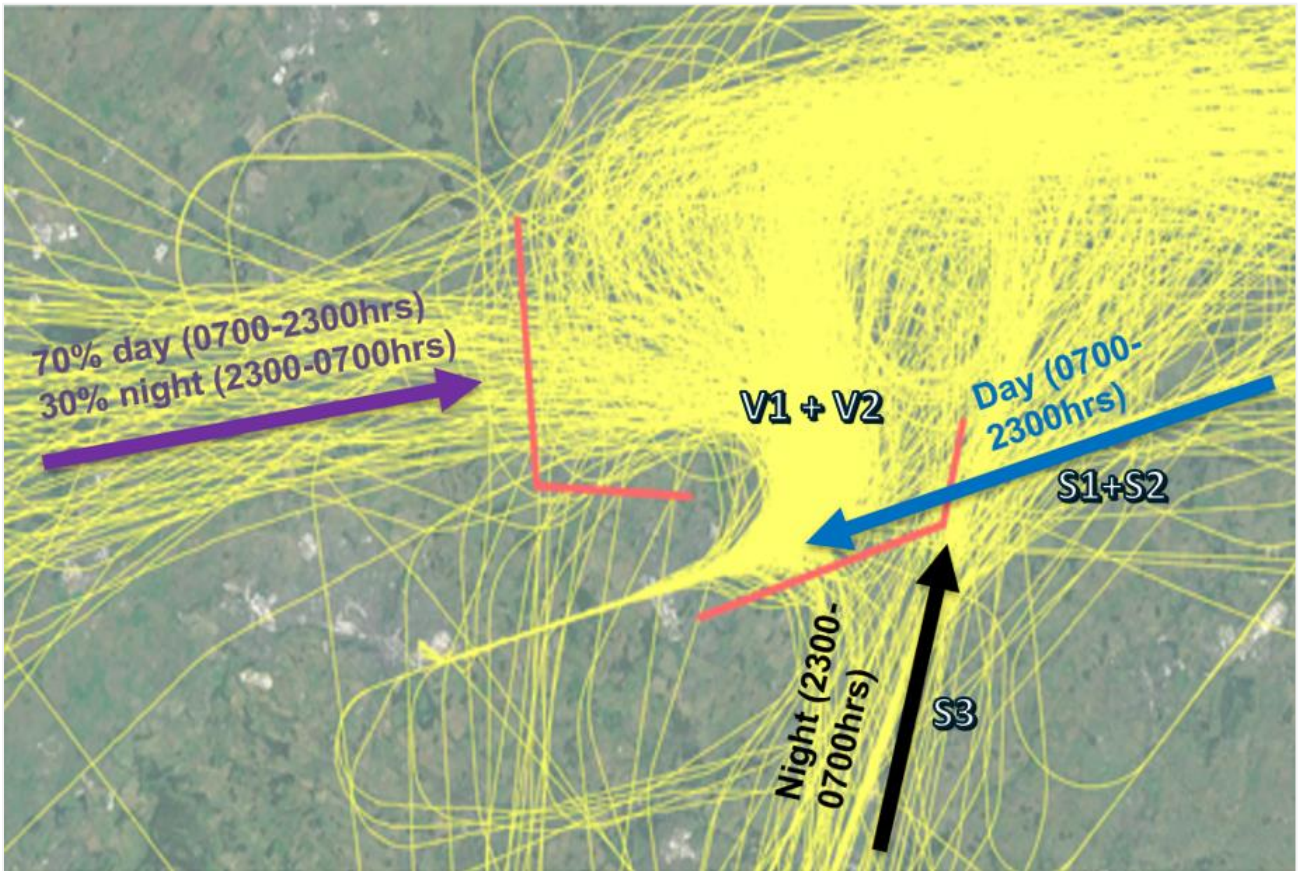 70% day (0700-2300hrs)
30% night (2300-0700hrs)
V1 + V2
Day (0700-
2300hrs)
S1+S2
Night (2300-
0700hrs)
S3